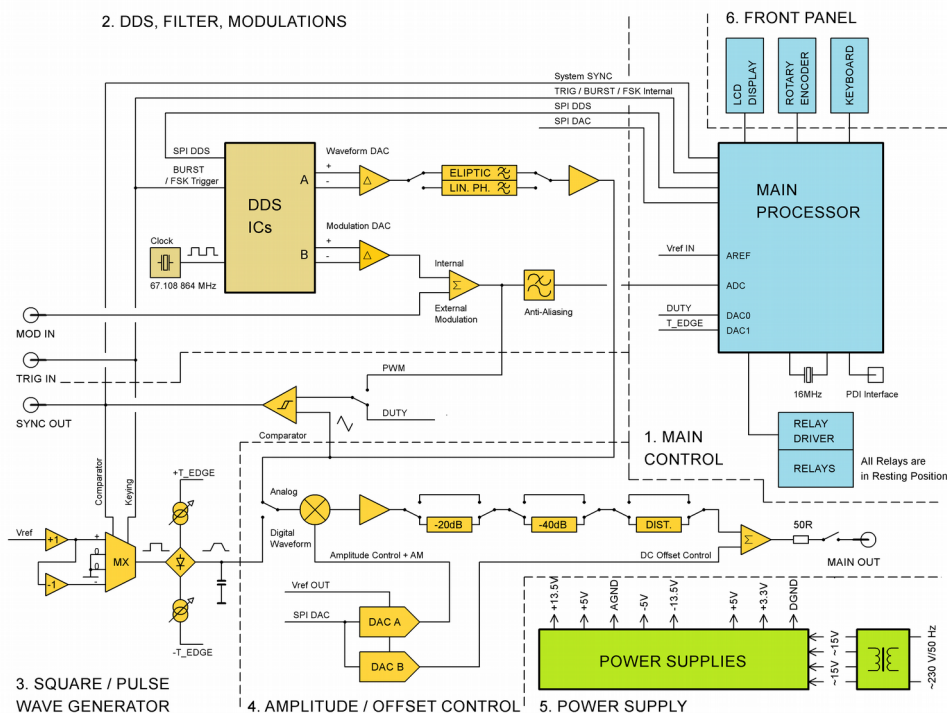 2. DDS, FILTER, MODULATIONS
6. FRONT PANEL
LCD
DISPLAY
ROTARY
ENCODER
KEYBOARD
System SYNC
TRIG / BURST / FSK Internal
SPI DDS
SPI DAC
SPI DDS
BURST
/ FSK Trigger
Waveform DAC
+
-
A
DDS
ICs
ELIPTIC
LIN. PH.
Δ
MAIN
PROCESSOR
Modulation DAC
+
-
B
Δ
Clock
67.108 864 MHz
Internal
Σ
External
Modulation
Anti-Aliasing
Vref IN
AREF
ADC
DUTY
DAC0
T_EDGE
DAC1
MOD IN
TRIG IN
SYNC OUT
PWM
DUTY
Comparator
16MHz
PDI Interface
RELAY
DRIVER
RELAYS
All Relays are
in Resting Position
1. MAIN
CONTROL
Comparator
Keying
+T_EDGE
Analog
Digital
Waveform
-20dB
-40dB
DIST.
Σ
50R
MAIN OUT
Vref
+1
-1
+
0
0
-
MX
-T_EDGE
Amplitude Control + AM
DC Offset Control
Vref OUT
SPI DAC
DAC A
DAC B
+13.5V
+5V
AGND
-5V
-13.5V
+5V
+3.3V
DGND
POWER SUPPLIES
~15V
~15V
~230 V/50 Hz
3. SQUARE / PULSE
WAVE GENERATOR
4. AMPLITUDE / OFFSET CONTROL
5. POWER SUPPLY